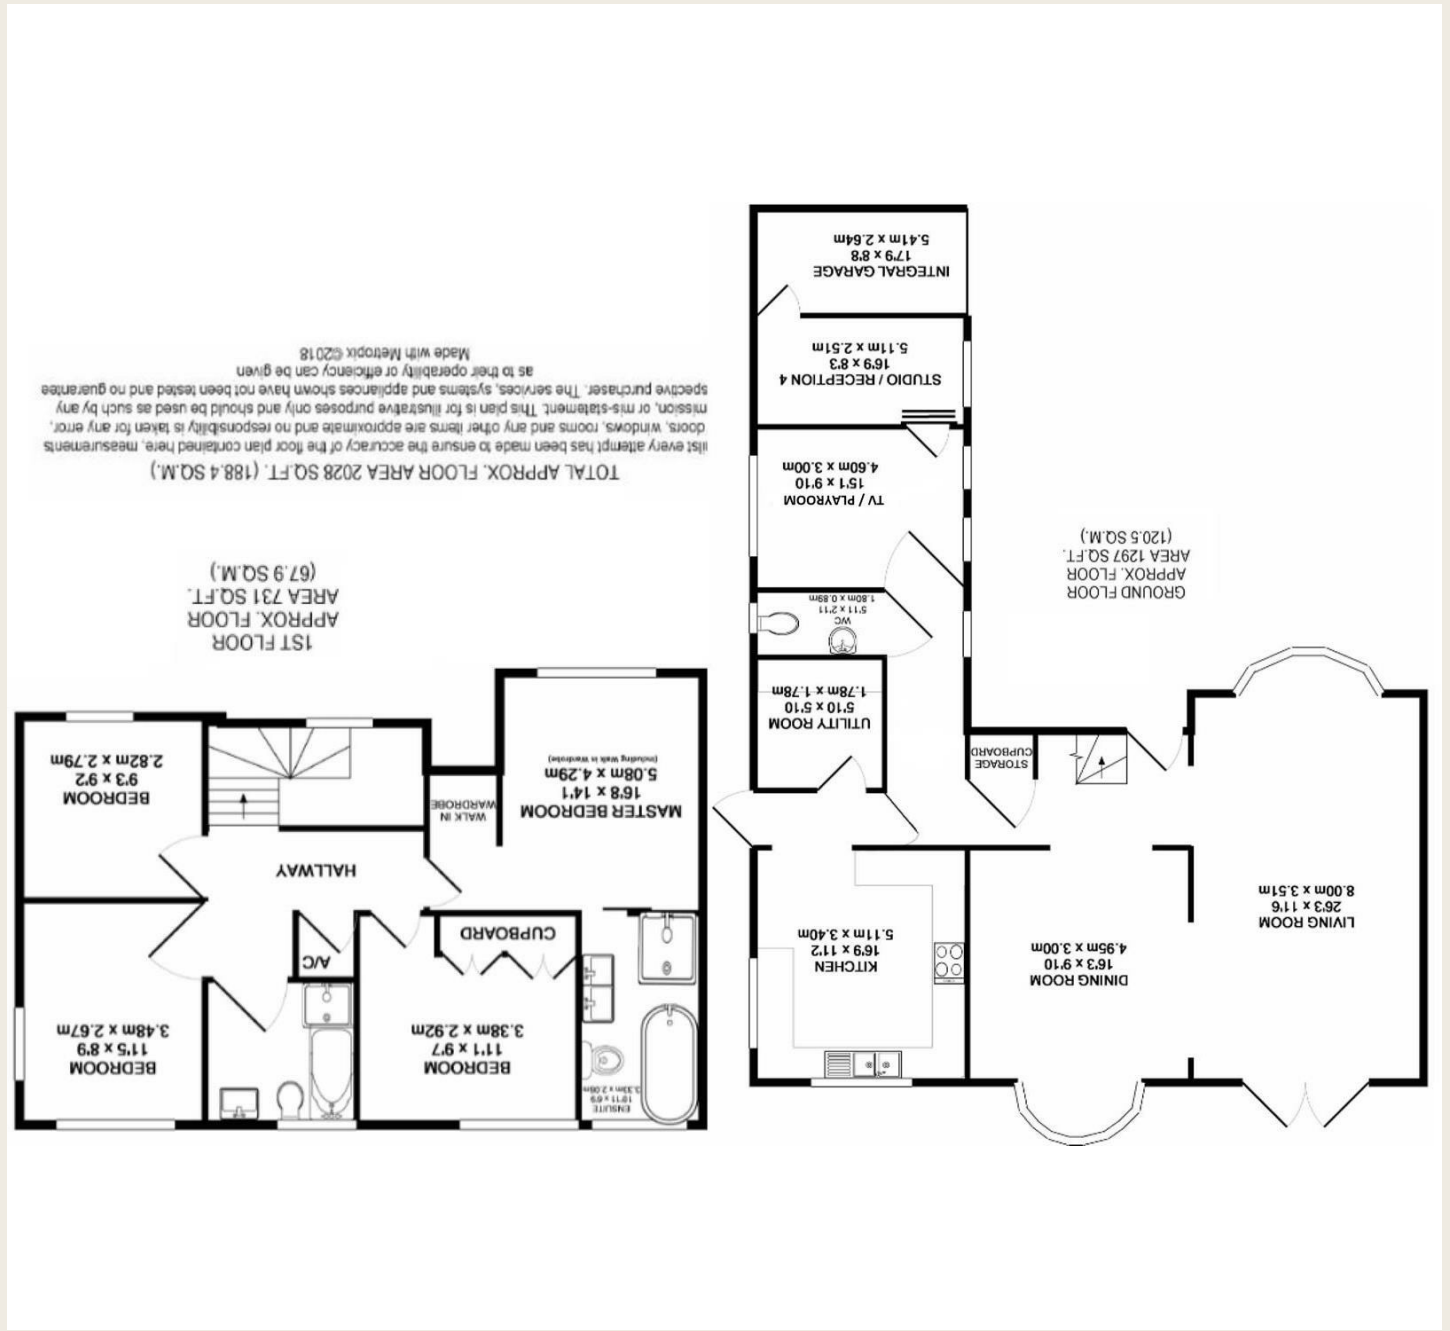 GROUND FLOOR
APPROX. FLOOR
AREA 1297 SQ.FT.
(120.5 SQ.M.)
LIVING ROOM
26'3 x 11'6
8.00m x 3.51m
DINING ROOM
16'3 x 9'10
4.95m x 3.00m
KITCHEN
16'9 x 11'2
5.11m x 3.40m
STORAGE
CUPBOARD
UTILITY ROOM
5'10 x 5'10
1.78m x 1.78m
WC
5'11 x 2'11
1.80m x 0.89m
TV / PLAYROOM
15'1 x 9'10
4.60m x 3.00m
STUDIO / RECEPTION 4
16'9 x 8'3
5.11m x 2.51m
INTEGRAL GARAGE
17'9 x 8'8
5.41m x 2.64m
ENSUITE
10'11 x 6'9
3.33m x 2.06m
BEDROOM
11'1 x 9'7
3.38m x 2.92m
BEDROOM
11'5 x 8'9
3.48m x 2.67m
A/C
CUPBOARD
HALLWAY
MASTER BEDROOM
16'8 x 14'1
5.08m x 4.29m
(including Walk in Wardrobe)
WALK IN
WARDROBE
BEDROOM
9'3 x 9'2
2.82m x 2.79m
1ST FLOOR
APPROX. FLOOR
AREA 731 SQ.FT.
(67.9 SQ.M.)
TOTAL APPROX. FLOOR AREA 2028 SQ.FT. (188.4 SQ.M.)
ilst every attempt has been made to ensure the accuracy of the floor plan contained here, measurements
doors, windows, rooms and any other items are approximate and no responsibility is taken for any error,
mission, or mis-statement. This plan is for illustrative purposes only and should be used as such by any
spective purchaser. The services, systems and appliances shown have not been tested and no guarantee
as to their operability or efficiency can be given
Made with Metropix ©2018